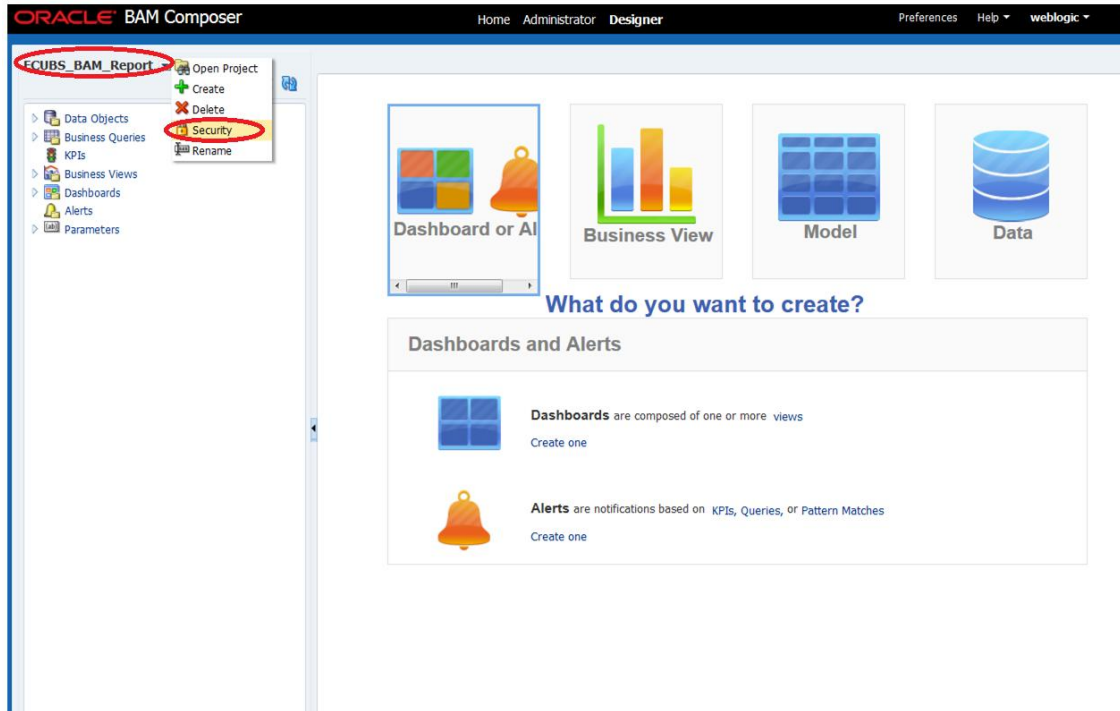 ORACLE® BAM Composer
Home Administrator Designer
Preferences Help weblogic
FCUBS_BAM_Report
Open Project
Create
Delete
Security
Rename
Data Objects
Business Queries
KPIs
Business Views
Dashboards
Alerts
Parameters
Dashboard or Al
Business View
Model
Data
What do you want to create?
Dashboards and Alerts
Dashboards are composed of one or more views
Create one
Alerts are notifications based on KPIs, Queries, or Pattern Matches
Create one